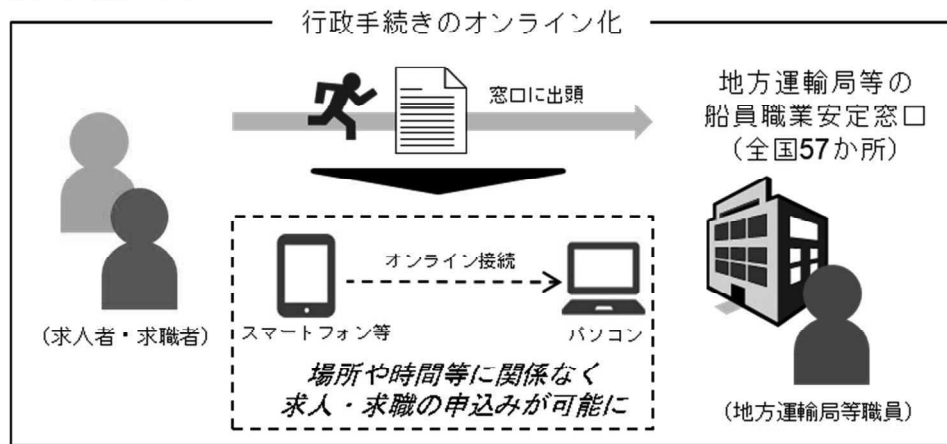 行政手続きのオンライン化
窓口に出頭
地方運輸局等の
船員職業安定窓口
（全国57か所）
オンライン接続
（求人者・求職者）
スマートフォン等
パソコン
場所や時間等に関係なく
求人・求職の申込みが可能に
（地方運輸局等職員）